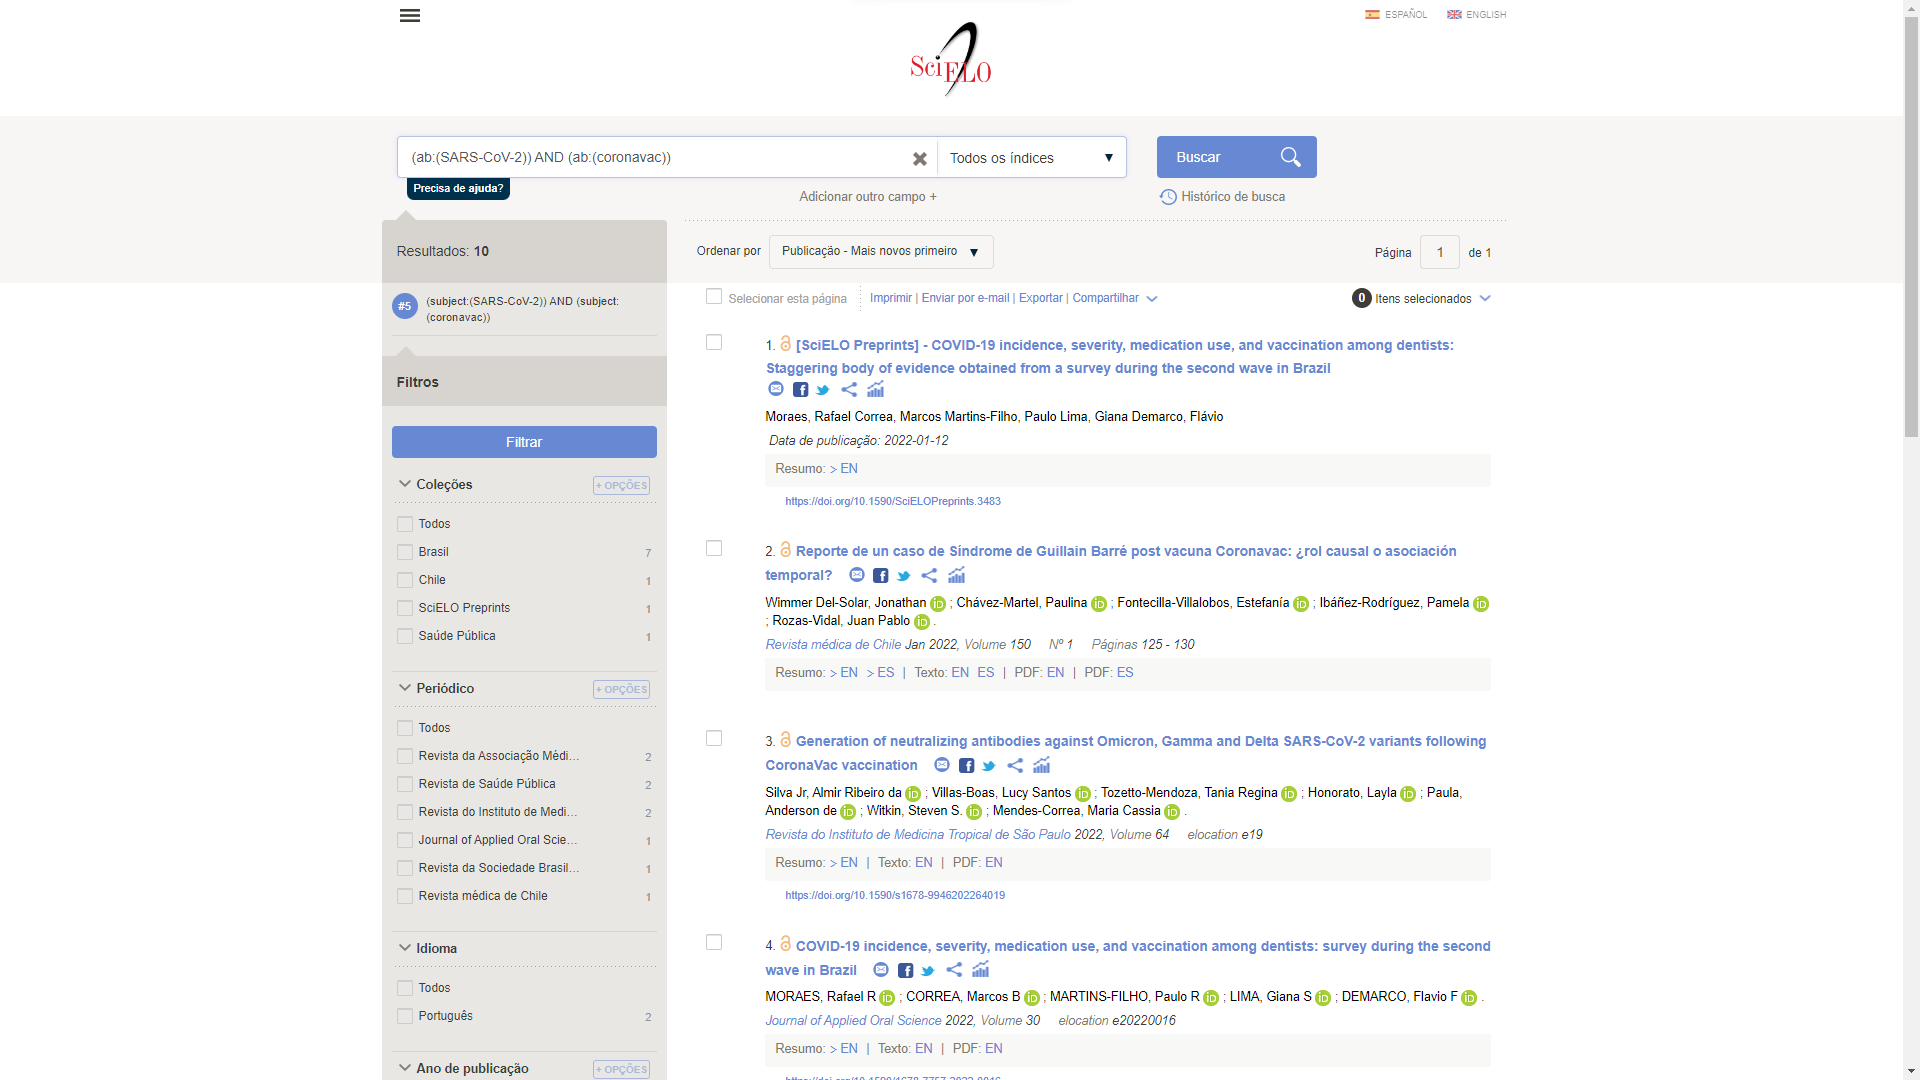 ESPAÑOL ENGLISH
SciELO
(ab:(SARS-CoV-2)) AND (ab:(coronavac))
Todos os índices ▼
Buscar
Precisa de ajuda?
Adicionar outro campo +
Histórico de busca
Resultados: 10
Ordenar por Publicação - Mais novos primeiro ▼
Página 1 de 1
#5 (subject:(SARS-CoV-2)) AND (subject:
(coronavac))
Selecionar esta página Imprimir | Enviar por e-mail | Exportar | Compartilhar
0 Itens selecionados
Filtros
Filtrar
Coleções + OPÇÕES
Todos
Brasil 7
Chile 1
SciELO Preprints 1
Saúde Pública 1
Periódico + OPÇÕES
Todos
Revista da Associação Médi... 2
Revista de Saúde Pública 2
Revista do Instituto de Medi... 2
Journal of Applied Oral Scie... 1
Revista da Sociedade Brasil... 1
Revista médica de Chile 1
Idioma
Todos
Português 2
Ano de publicação + OPÇÕES
1. [SciELO Preprints] - COVID-19 incidence, severity, medication use, and vaccination among dentists:
Staggering body of evidence obtained from a survey during the second wave in Brazil
Moraes, Rafael Correa, Marcos Martins-Filho, Paulo Lima, Giana Demarco, Flávio
Data de publicação: 2022-01-12
Resumo: > EN
https://doi.org/10.1590/SciELOPreprints.3483
2. Reporte de un caso de Síndrome de Guillain Barré post vacuna Coronavac: ¿rol causal o asociación
temporal?
Wimmer Del-Solar, Jonathan iD ; Chávez-Martel, Paulina iD ; Fontecilla-Villalobos, Estefanía iD ; Ibáñez-Rodríguez, Pamela iD
; Rozas-Vidal, Juan Pablo iD .
Revista médica de Chile Jan 2022, Volume 150 Nº 1 Páginas 125 - 130
Resumo: > EN > ES | Texto: EN ES | PDF: EN | PDF: ES
3. Generation of neutralizing antibodies against Omicron, Gamma and Delta SARS-CoV-2 variants following
CoronaVac vaccination
Silva Jr, Almir Ribeiro da iD ; Villas-Boas, Lucy Santos iD ; Tozetto-Mendoza, Tania Regina iD ; Honorato, Layla iD ; Paula,
Anderson de iD ; Witkin, Steven S. iD ; Mendes-Correa, Maria Cassia iD .
Revista do Instituto de Medicina Tropical de São Paulo 2022, Volume 64 elocation e19
Resumo: > EN | Texto: EN | PDF: EN
https://doi.org/10.1590/s1678-9946202264019
4. COVID-19 incidence, severity, medication use, and vaccination among dentists: survey during the second
wave in Brazil
MORAES, Rafael R iD ; CORREA, Marcos B iD ; MARTINS-FILHO, Paulo R iD ; LIMA, Giana S iD ; DEMARCO, Flavio F iD .
Journal of Applied Oral Science 2022, Volume 30 elocation e20220016
Resumo: > EN | Texto: EN | PDF: EN